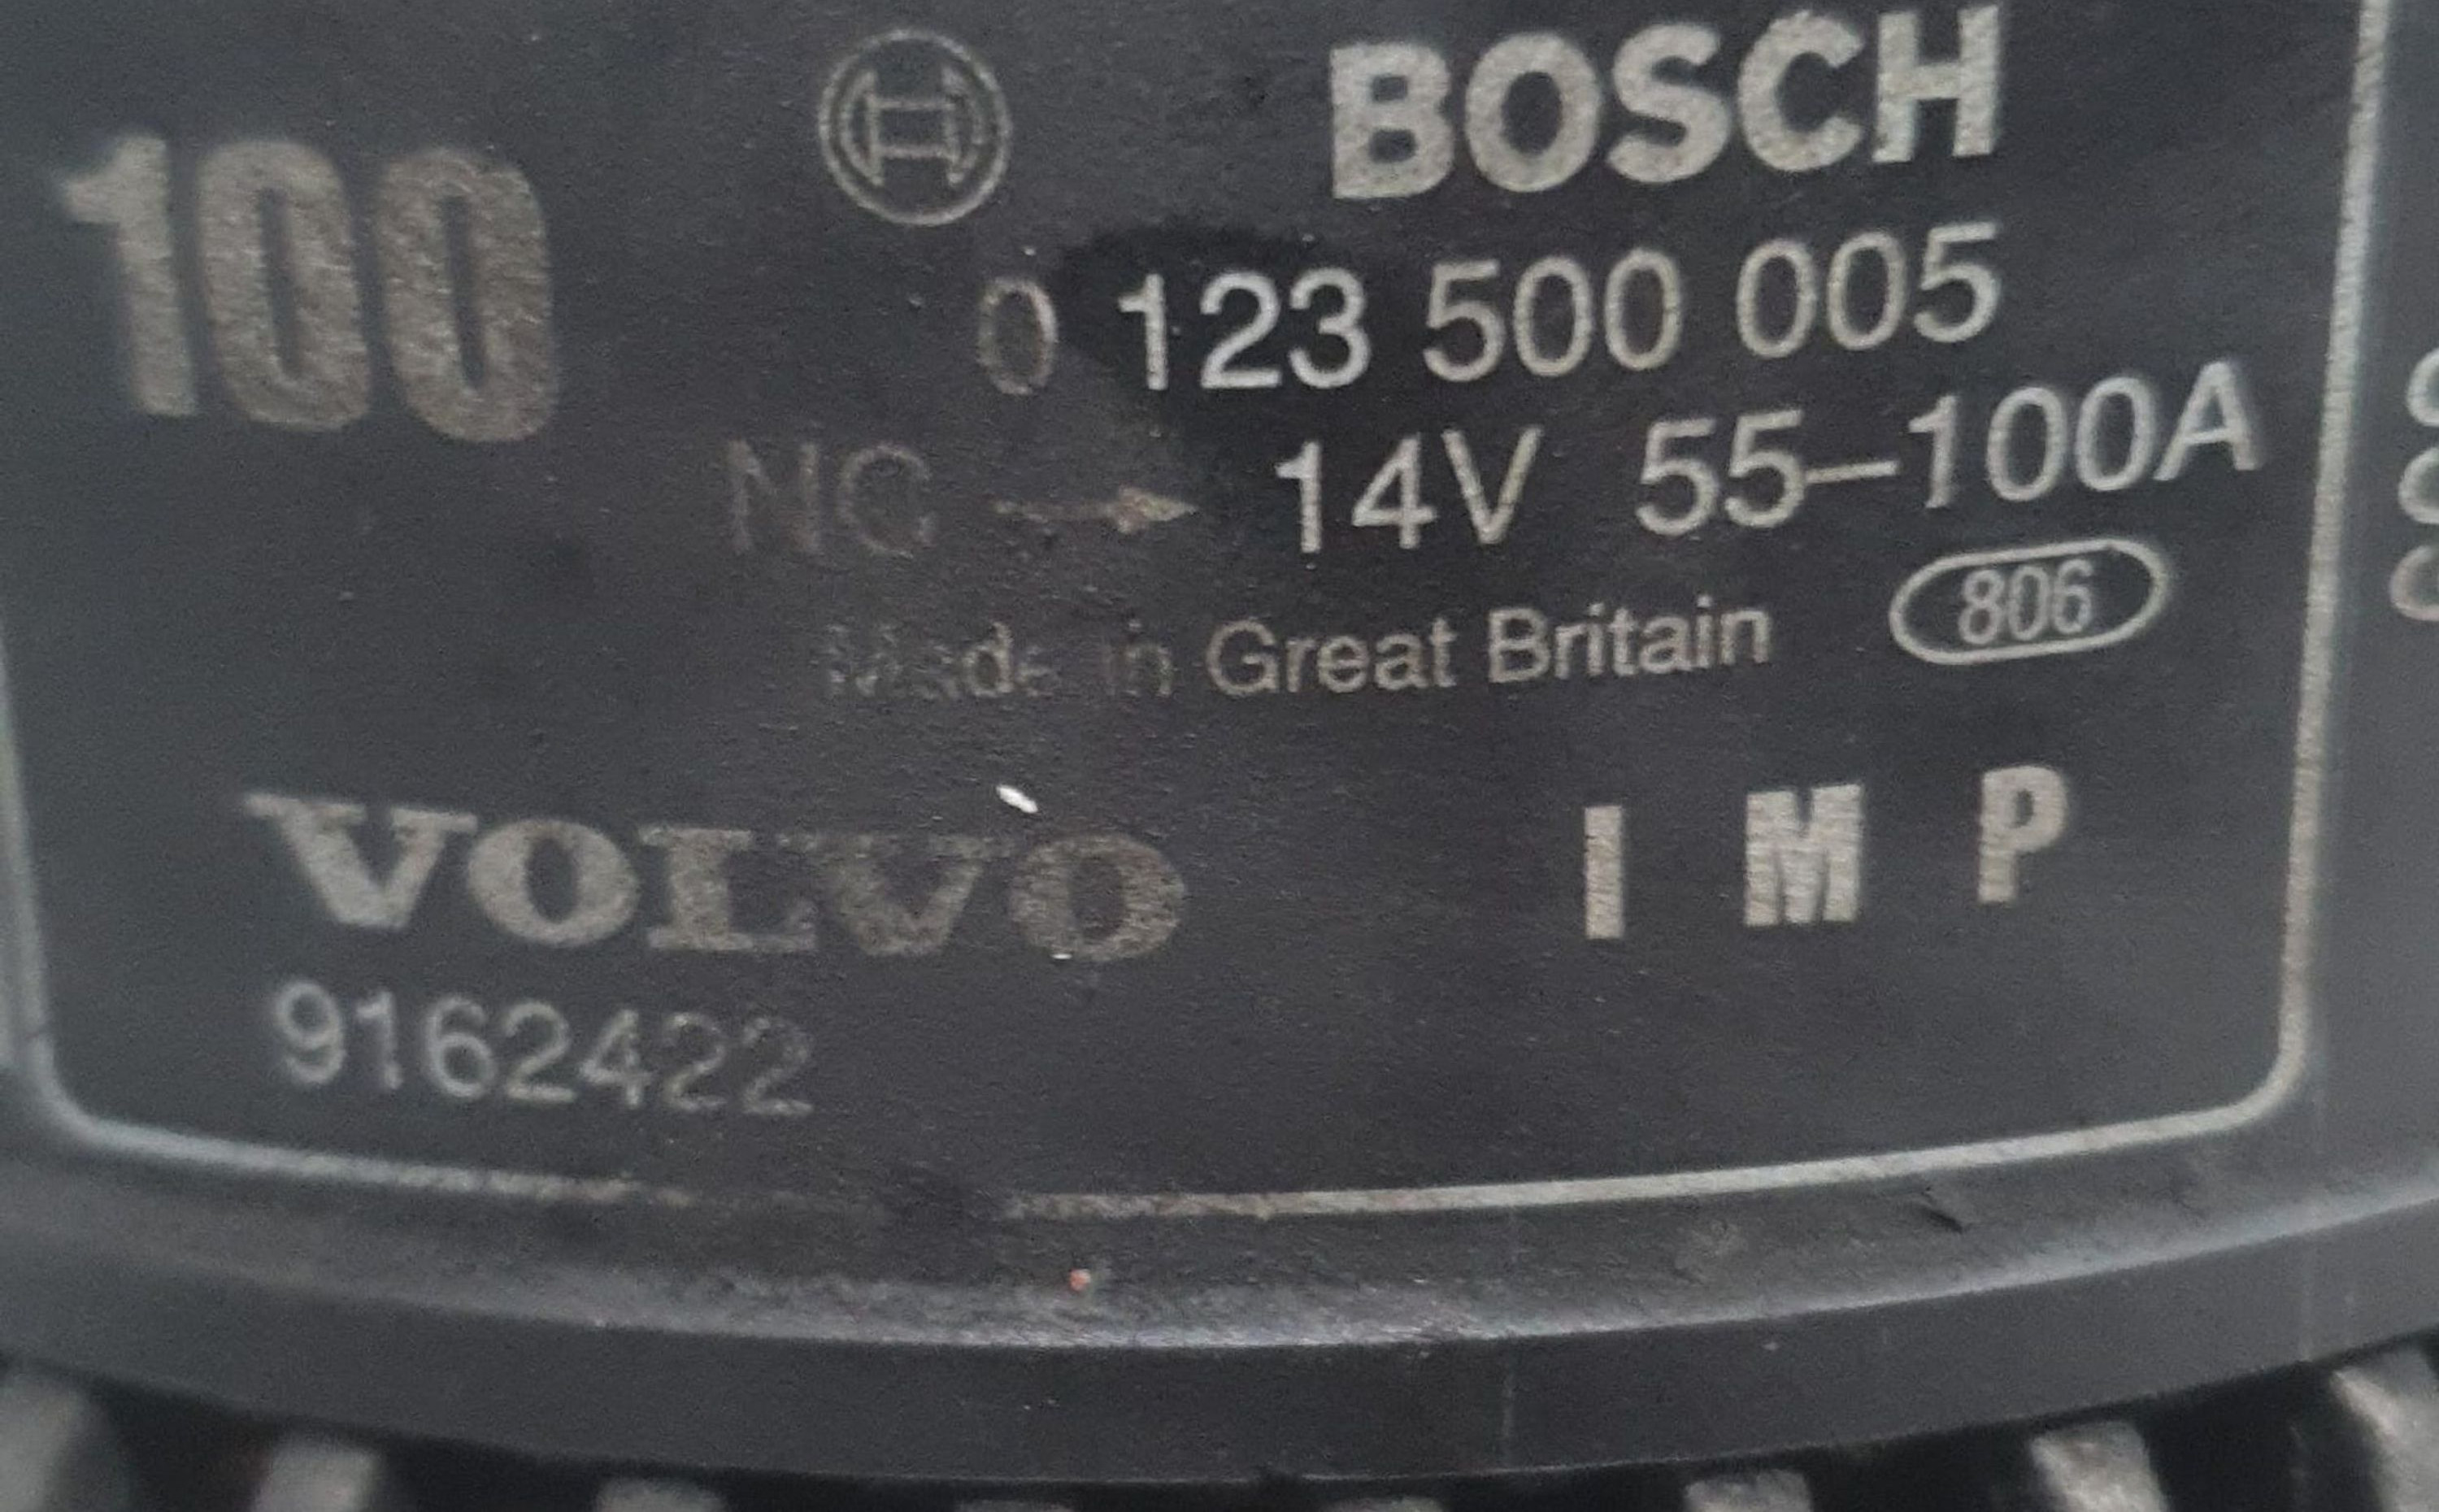 100
BOSCH
0 123 500 005
NC → 14V 55–100A
Made in Great Britain 806
VOLVO
I M P
9162422